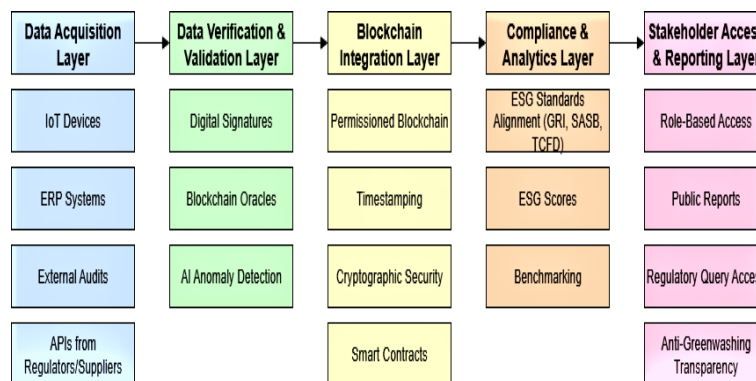 Data Acquisition
Layer
Data Verification &
Validation Layer
Blockchain
Integration Layer
Compliance &
Analytics Layer
Stakeholder Acces
& Reporting Layer
IoT Devices
Digital Signatures
Permissioned Blockchain
ESG Standards
Alignment (GRI, SASB,
TCFD)
Role-Based Access
ERP Systems
Blockchain Oracles
Timestamping
ESG Scores
Public Reports
External Audits
AI Anomaly Detection
Cryptographic Security
Benchmarking
Regulatory Query Acces
APIs from
Regulators/Suppliers
Smart Contracts
Anti-Greenwashing
Transparency